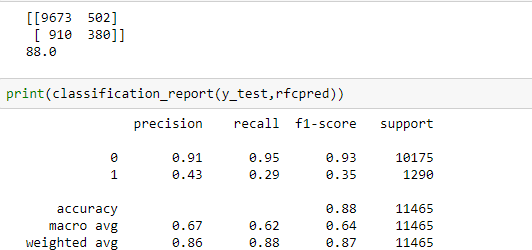 [[9673  502]
 [ 910  380]]
88.0
print(classification_report(y_test,rfcpred))
precision recall f1-score support
0 0.91 0.95 0.93 10175
1 0.43 0.29 0.35 1290
accuracy 0.88 11465
macro avg 0.67 0.62 0.64 11465
weighted avg 0.86 0.88 0.87 11465